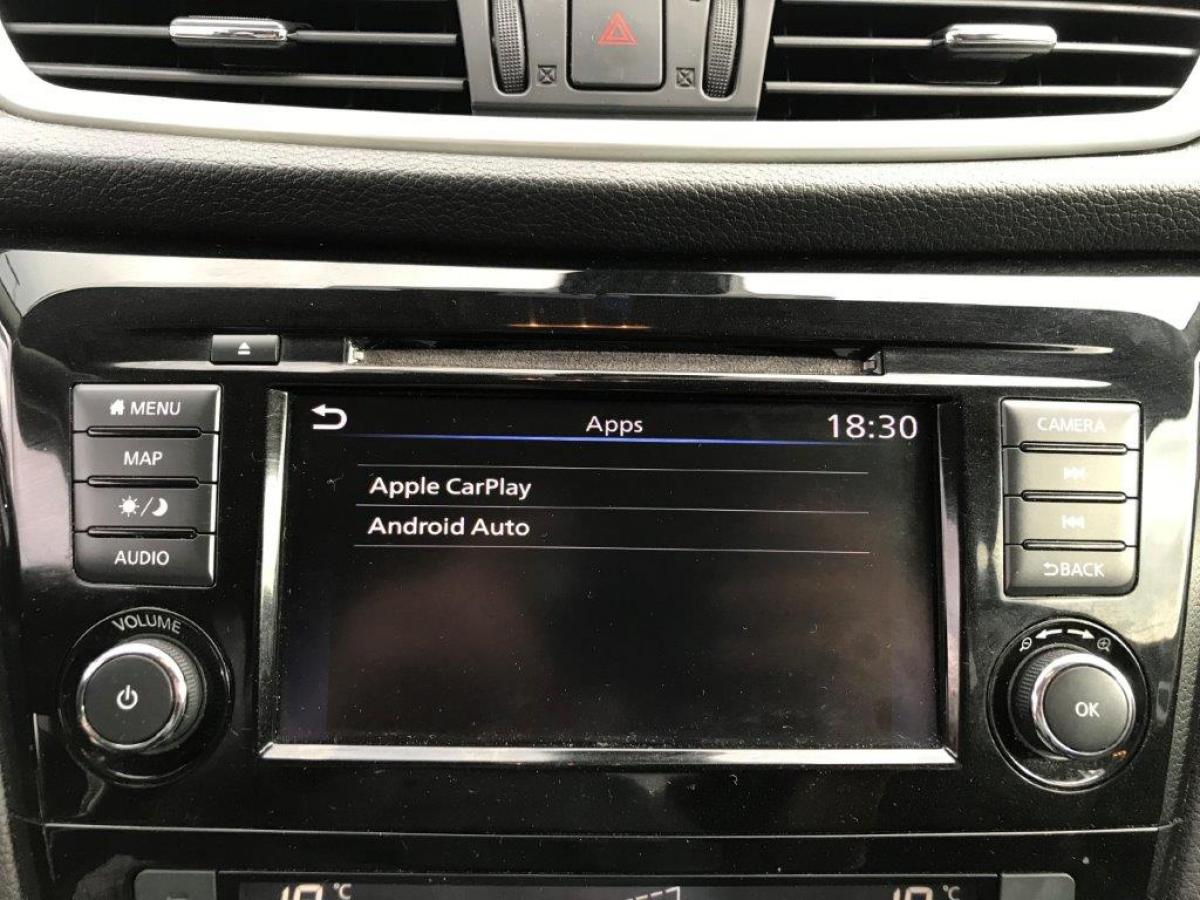 MENU
MAP
AUDIO
VOLUME
Apps
18:30
Apple CarPlay
Android Auto
CAMERA
BACK
OK
°C
°C